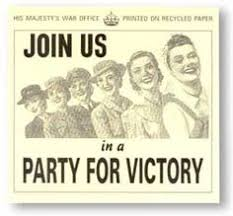 HIS MAJESTY'S WAR OFFICE PRINTED ON RECYCLED PAPER
JOIN US
in a
PARTY FOR VICTORY